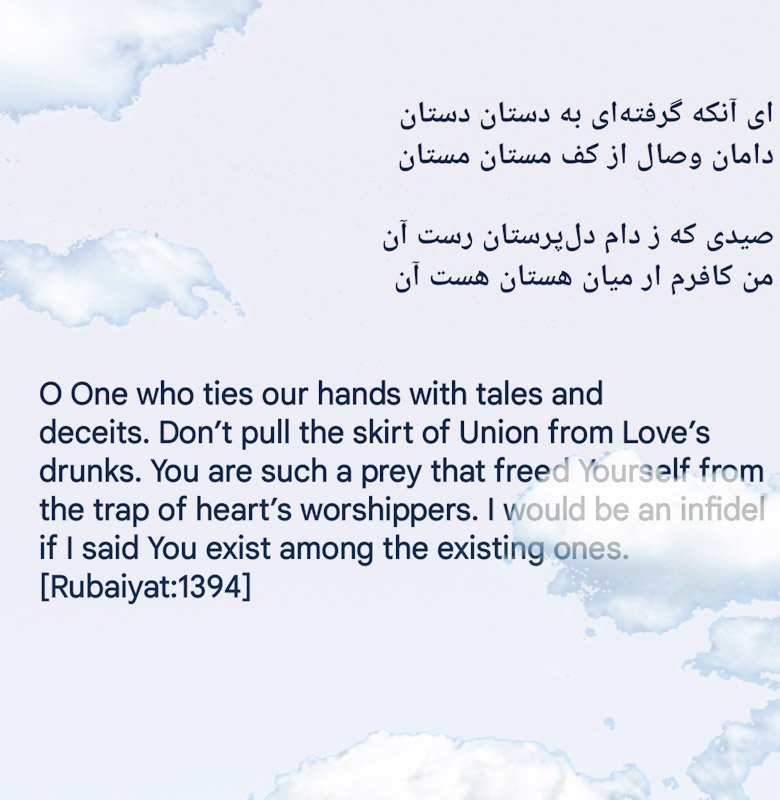 ای آنکه گرفته‌ای به دستان دستان
دامان وصال از کف مستان مستان
صیدی که ز دام دل‌پرستان رست آن
من کافرم ار میان هستان هست آن
O One who ties our hands with tales and
deceits. Don’t pull the skirt of Union from Love’s
drunks. You are such a prey that freed Yourself from
the trap of heart’s worshippers. I would be an infidel
if I said You exist among the existing ones.
[Rubaiyat:1394]